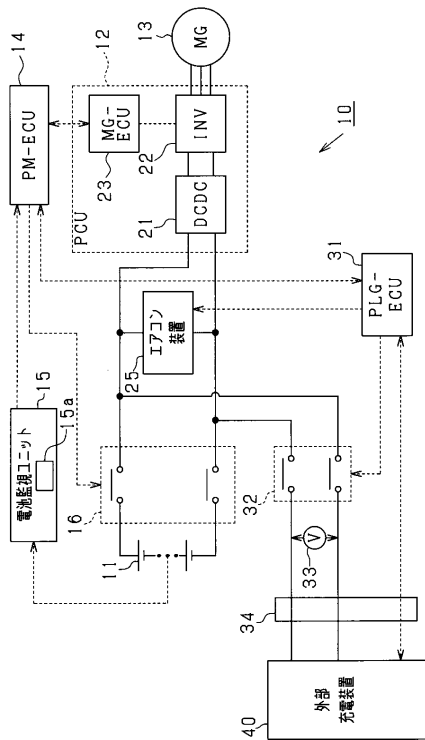 14
PM-ECU
12
13
MG
MG-
ECU
23
INV
22
DCDC
21
PCU
10
15
15a
電池監視ユニット
エアコン
装置
25
31
PLG-
ECU
16
11
32
V
33
34
40
外部
充電装置